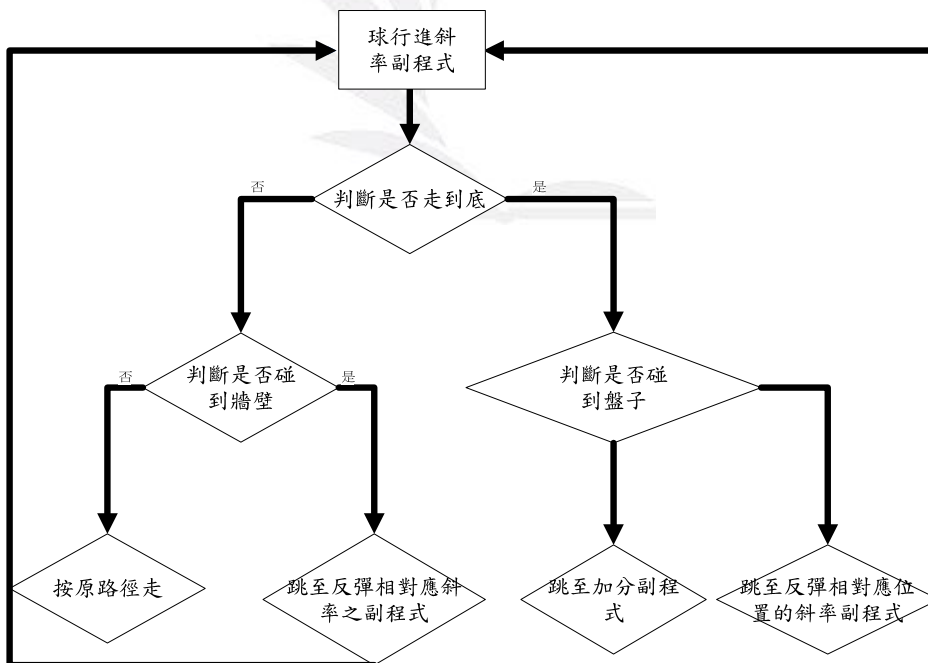 球行進斜
率副程式
判斷是否走到底
否
是
判斷是否碰
到牆壁
否
是
判斷是否碰
到盤子
按原路徑走
跳至反彈相對應斜
率之副程式
跳至加分副程
式
跳至反彈相對應位
置的斜率副程式